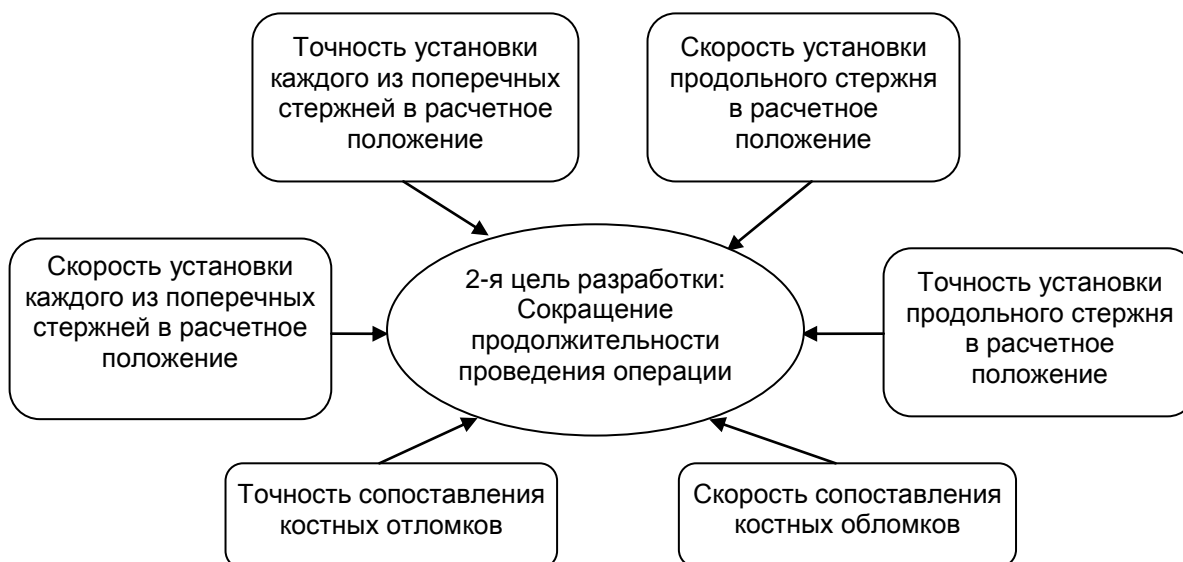 Точность установки
каждого из поперечных
стержней в расчетное
положение
Скорость установки
продольного стержня
в расчетное
положение
Скорость установки
каждого из поперечных
стержней в расчетное
положение
2-я цель разработки:
Сокращение
продолжительности
проведения операции
Точность установки
продольного стержня
в расчетное
положение
Точность сопоставления
костных отломков
Скорость сопоставления
костных обломков